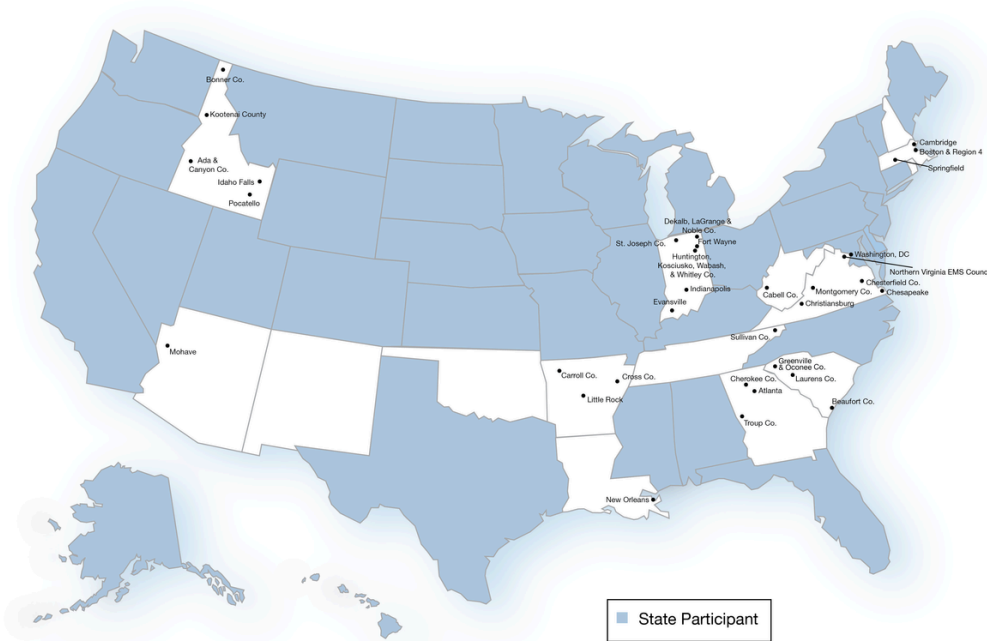 Bonner Co.
Kootenai County
Ada &
Canyon Co.
Idaho Falls
Pocatello
Cambridge
Boston & Region 4
Springfield
Dekalb, LaGrange &
Noble Co.
St. Joseph Co.
Fort Wayne
Huntington,
Kosciusko, Wabash,
& Whitley Co.
Indianapolis
Evansville
Washington, DC
Northern Virginia EMS Counc
Chesterfield Co.
Chesapeake
Cabell Co.
Montgomery Co.
Christiansburg
Sullivan Co.
Mohave
Carroll Co.
Cross Co.
Little Rock
Greenville
& Oconee Co.
Laurens Co.
Cherokee Co.
Atlanta
Beaufort Co.
Troup Co.
New Orleans
State Participant